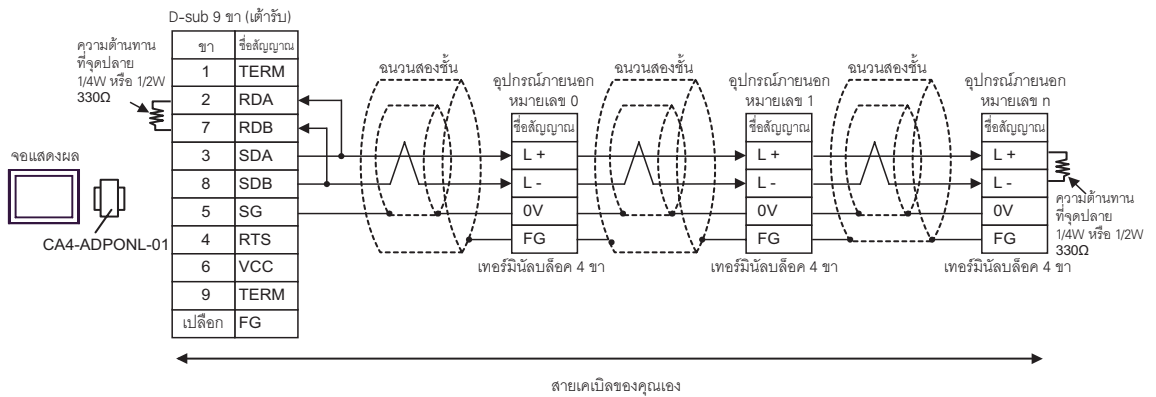 D-sub 9 ขา (เต้ารับ)
ความต้านทาน
ที่จุดปลาย
1/4W หรือ 1/2W
330Ω
ขา ชื่อสัญญาณ
1 TERM
2 RDA
7 RDB
3 SDA
8 SDB
5 SG
4 RTS
6 VCC
9 TERM
เปลือก FG
จอแสดงผล
CA4-ADPONL-01
ฉนวนสองชั้น
อุปกรณ์ภายนอก
หมายเลข 0
ชื่อสัญญาณ
L +
L -
0V
FG
เทอร์มินัลบล็อค 4 ขา
ฉนวนสองชั้น
อุปกรณ์ภายนอก
หมายเลข 1
ชื่อสัญญาณ
L +
L -
0V
FG
เทอร์มินัลบล็อค 4 ขา
ฉนวนสองชั้น
อุปกรณ์ภายนอก
หมายเลข n
ชื่อสัญญาณ
L +
L -
0V
FG
เทอร์มินัลบล็อค 4 ขา
ความต้านทาน
ที่จุดปลาย
1/4W หรือ 1/2W
330Ω
สายเคเบิลของคุณเอง